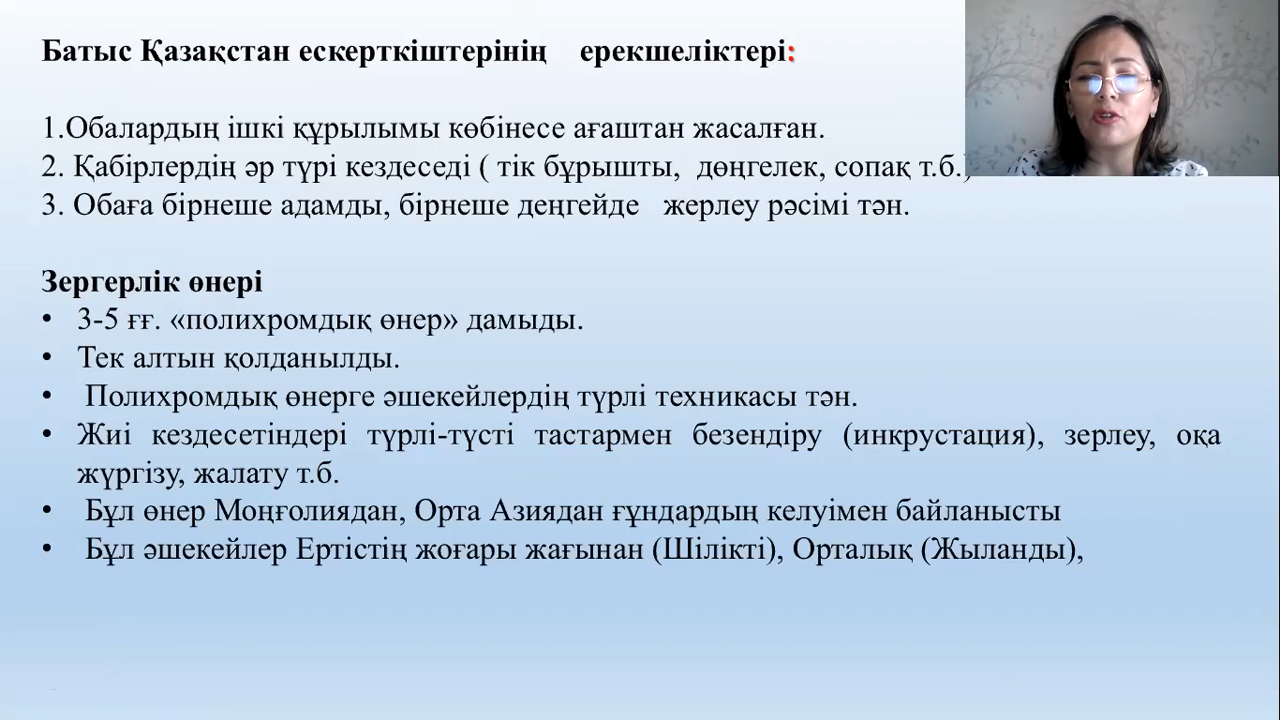 Батыс Қазақстан ескерткіштерінің ерекшеліктері:
1.Обалардың ішкі құрылымы көбінесе ағаштан жасалған.
2. Қабірлердің әр түрі кездеседі ( тік бұрышты, дөңгелек, сопақ т.б.)
3. Обаға бірнеше адамды, бірнеше деңгейде жерлеу рәсімі тән.
Зергерлік өнері
• 3-5 ғғ. «полихромдық өнер» дамыды.
• Тек алтын қолданылды.
• Полихромдық өнерге әшекейлердің түрлі техникасы тән.
• Жиі кездесетіндері түрлі-түсті тастармен безендіру (инкрустация), зерлеу, оқа
жүргізу, жалату т.б.
• Бұл өнер Моңғолиядан, Орта Азиядан ғұндардың келуімен байланысты
• Бұл әшекейлер Ертістің жоғары жағынан (Шілікті), Орталық (Жыланды),